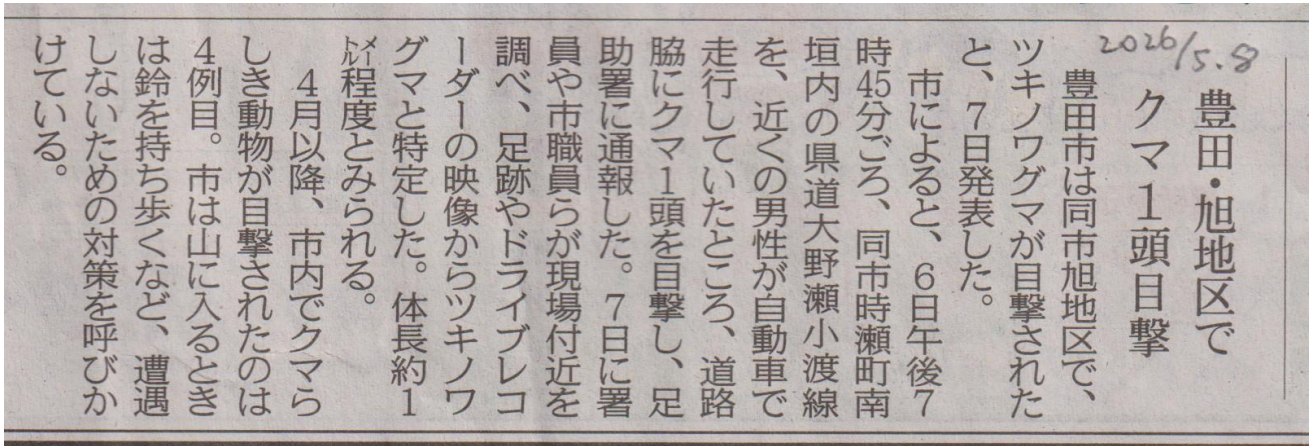 2026/5.8
豊田・旭地区で
クマ1頭目撃
豊田市は同市旭地区で、
ツキノワグマが目撃された
と、7日発表した。
市によると、6日午後7
時45分ごろ、同市時瀬町南
垣内の県道大野瀬小渡線
を、近くの男性が自動車で
走行していたところ、道路
脇にクマ1頭を目撃し、足
助署に通報した。7日に署
員や市職員らが現場付近を
調べ、足跡やドライブレコ
ーダーの映像からツキノワ
グマと特定した。体長約1
メートル程度とみられる。
4月以降、市内でクマら
しき動物が目撃されたのは
4例目。市は山に入るとき
は鈴を持ち歩くなど、遭遇
しないための対策を呼びか
けている。